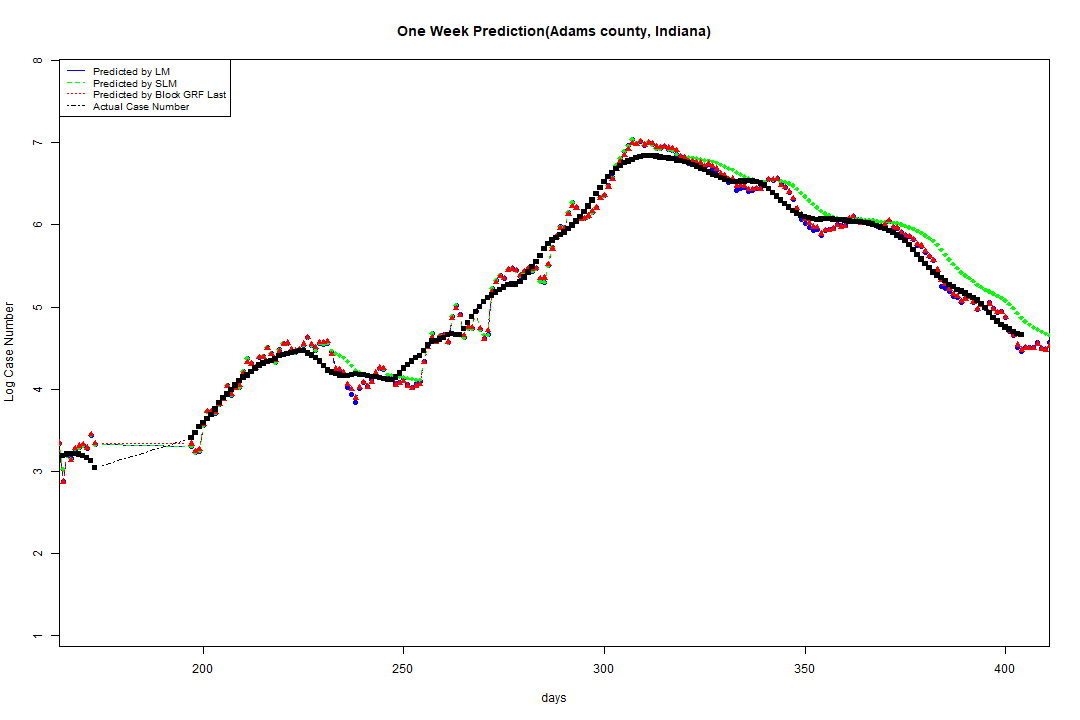 One Week Prediction(Adams county, Indiana)
Predicted by LM
Predicted by SLM
Predicted by Block GRF Last
Actual Case Number
Log Case Number
8
7
6
5
4
3
2
1
200 250 300 350 400
days